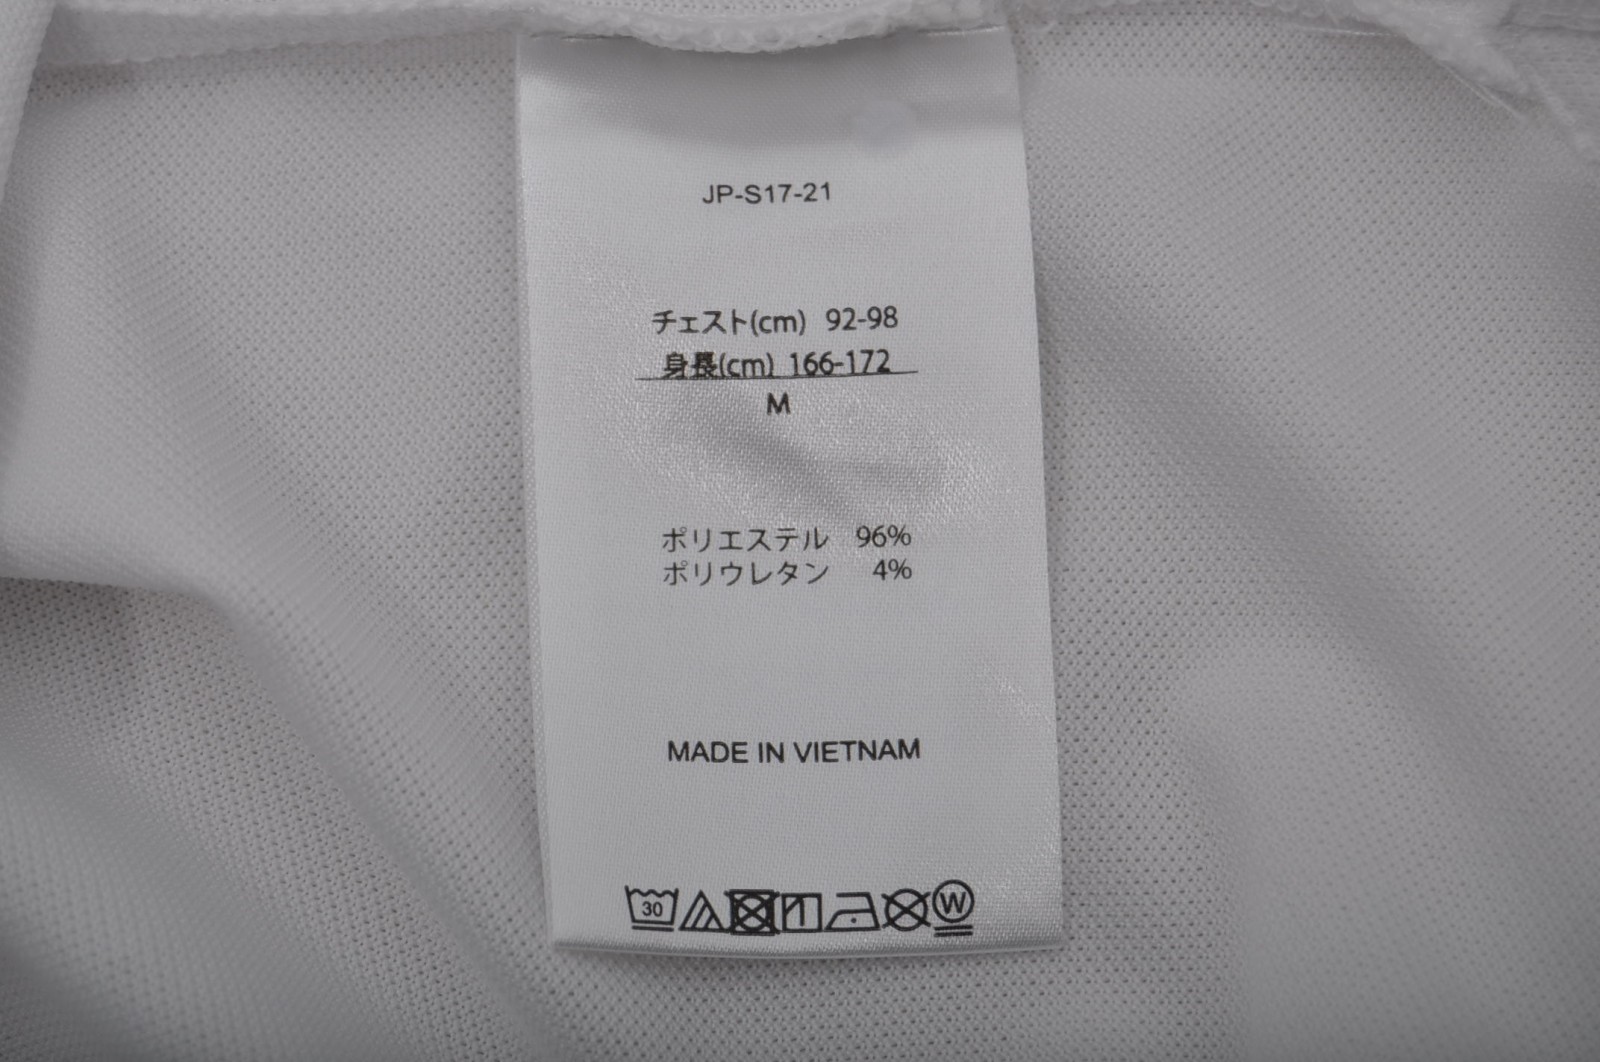 JP-S17-21
チェスト(cm) 92-98
身長(cm) 166-172
M
ポリエステル 96%
ポリウレタン 4%
MADE IN VIETNAM
30
W